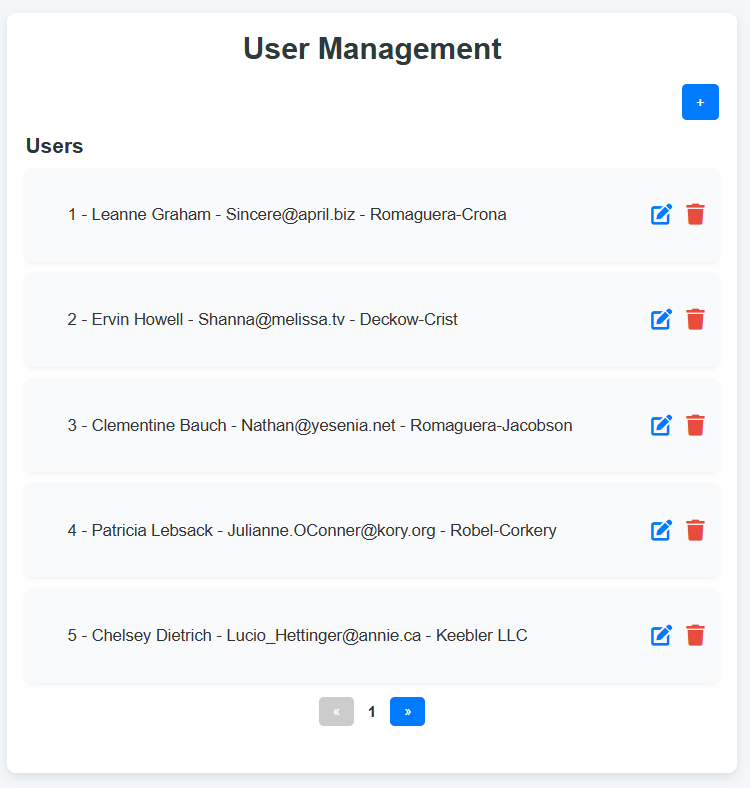 User Management
+
Users
1 - Leanne Graham - Sincere@april.biz - Romaguera-Crona
2 - Ervin Howell - Shanna@melissa.tv - Deckow-Crist
3 - Clementine Bauch - Nathan@yesenia.net - Romaguera-Jacobson
4 - Patricia Lebsack - Julianne.OConner@kory.org - Robel-Corkery
5 - Chelsey Dietrich - Lucio_Hettinger@annie.ca - Keebler LLC
« 1 »